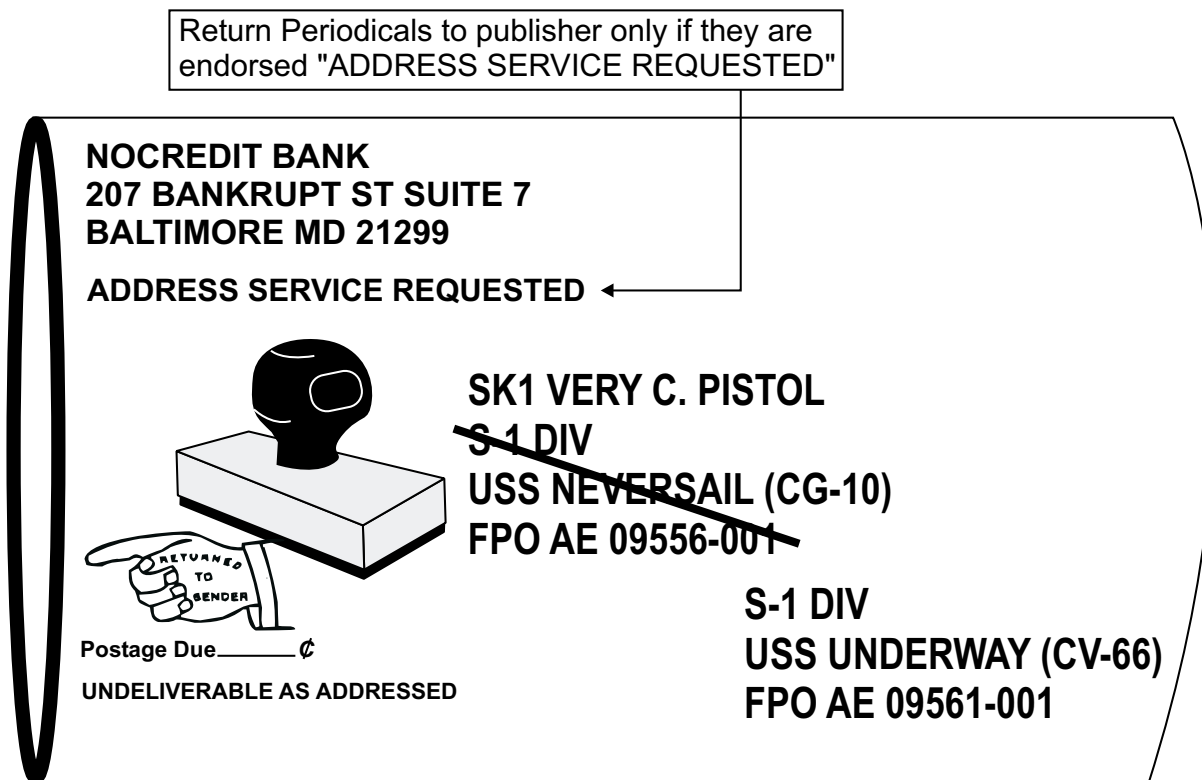 Return Periodicals to publisher only if they are
endorsed "ADDRESS SERVICE REQUESTED"
NOCREDIT BANK
207 BANKRUPT ST SUITE 7
BALTIMORE MD 21299
ADDRESS SERVICE REQUESTED
SK1 VERY C. PISTOL
S-1 DIV
USS NEVERSAIL (CG-10)
FPO AE 09556-001
RETURNED
TO
SENDER
Postage Due______¢
UNDELIVERABLE AS ADDRESSED
S-1 DIV
USS UNDERWAY (CV-66)
FPO AE 09561-001